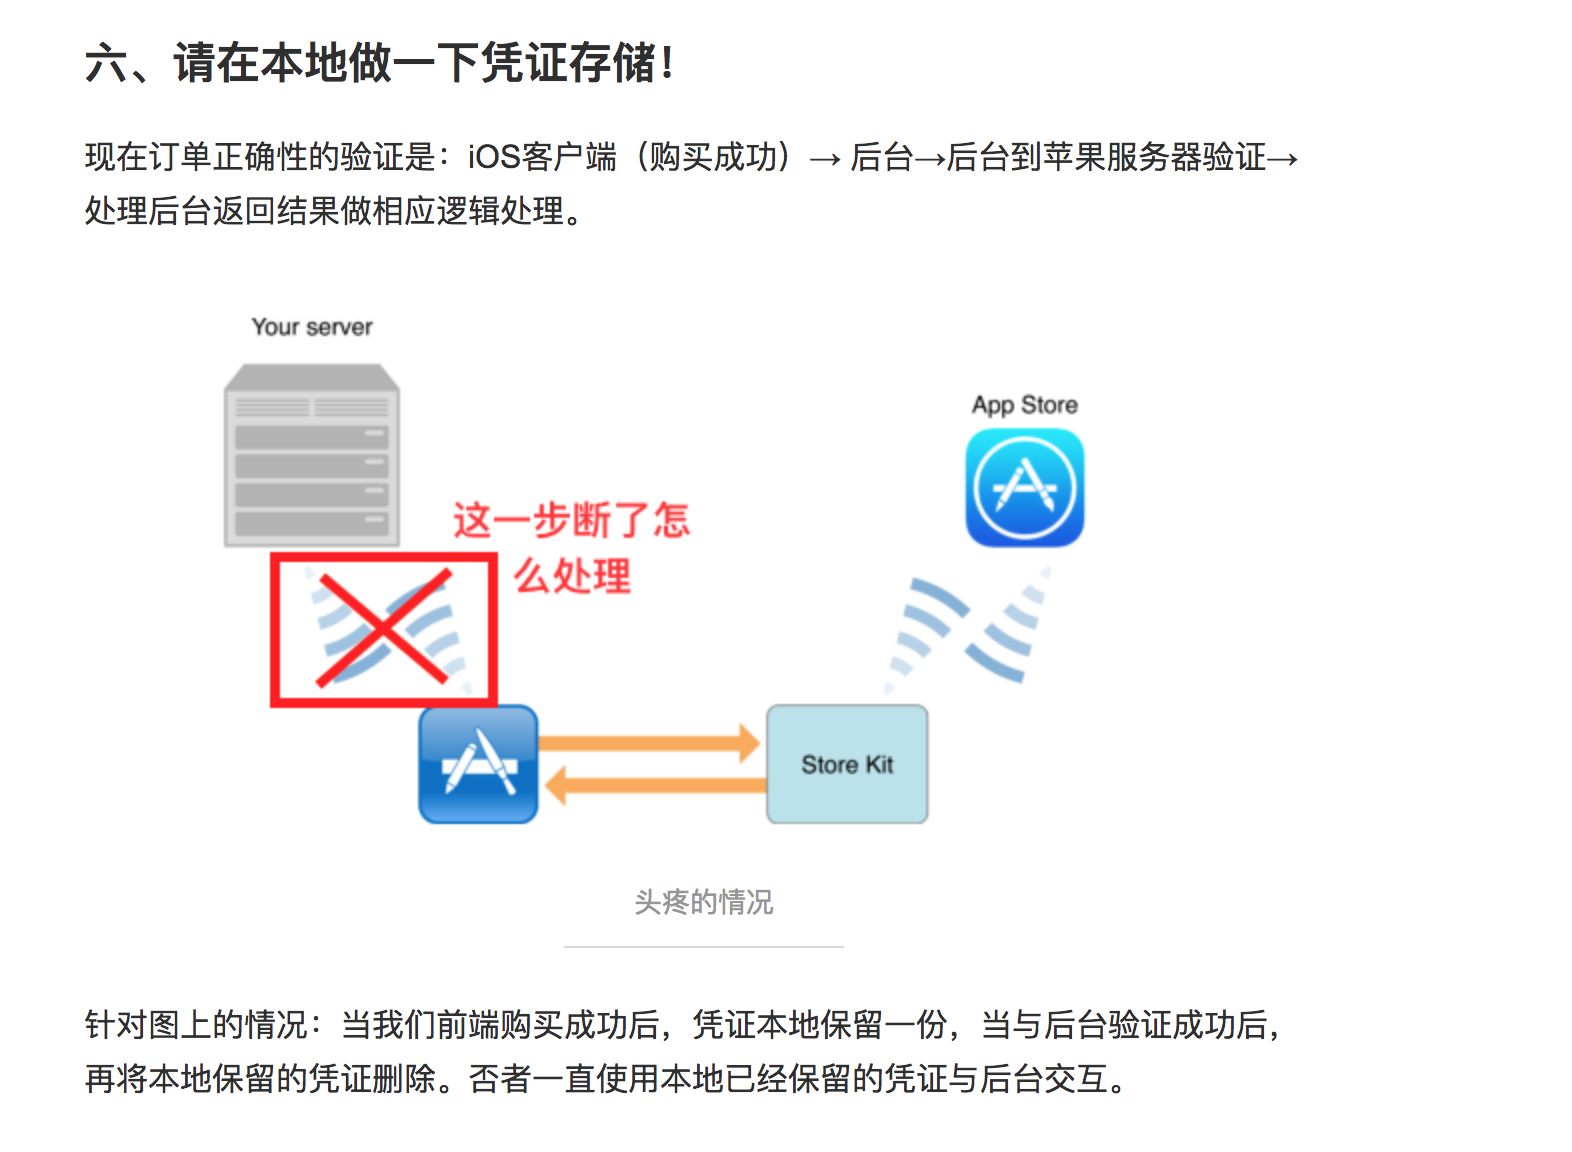 六、请在本地做一下凭证存储！
现在订单正确性的验证是：iOS客户端（购买成功）→ 后台→后台到苹果服务器验证→
处理后台返回结果做相应逻辑处理。
Your server
App Store
这一步断了怎
么处理
Store Kit
头疼的情况
针对图上的情况：当我们前端购买成功后，凭证本地保留一份，当与后台验证成功后，
再将本地保留的凭证删除。否者一直使用本地已经保留的凭证与后台交互。